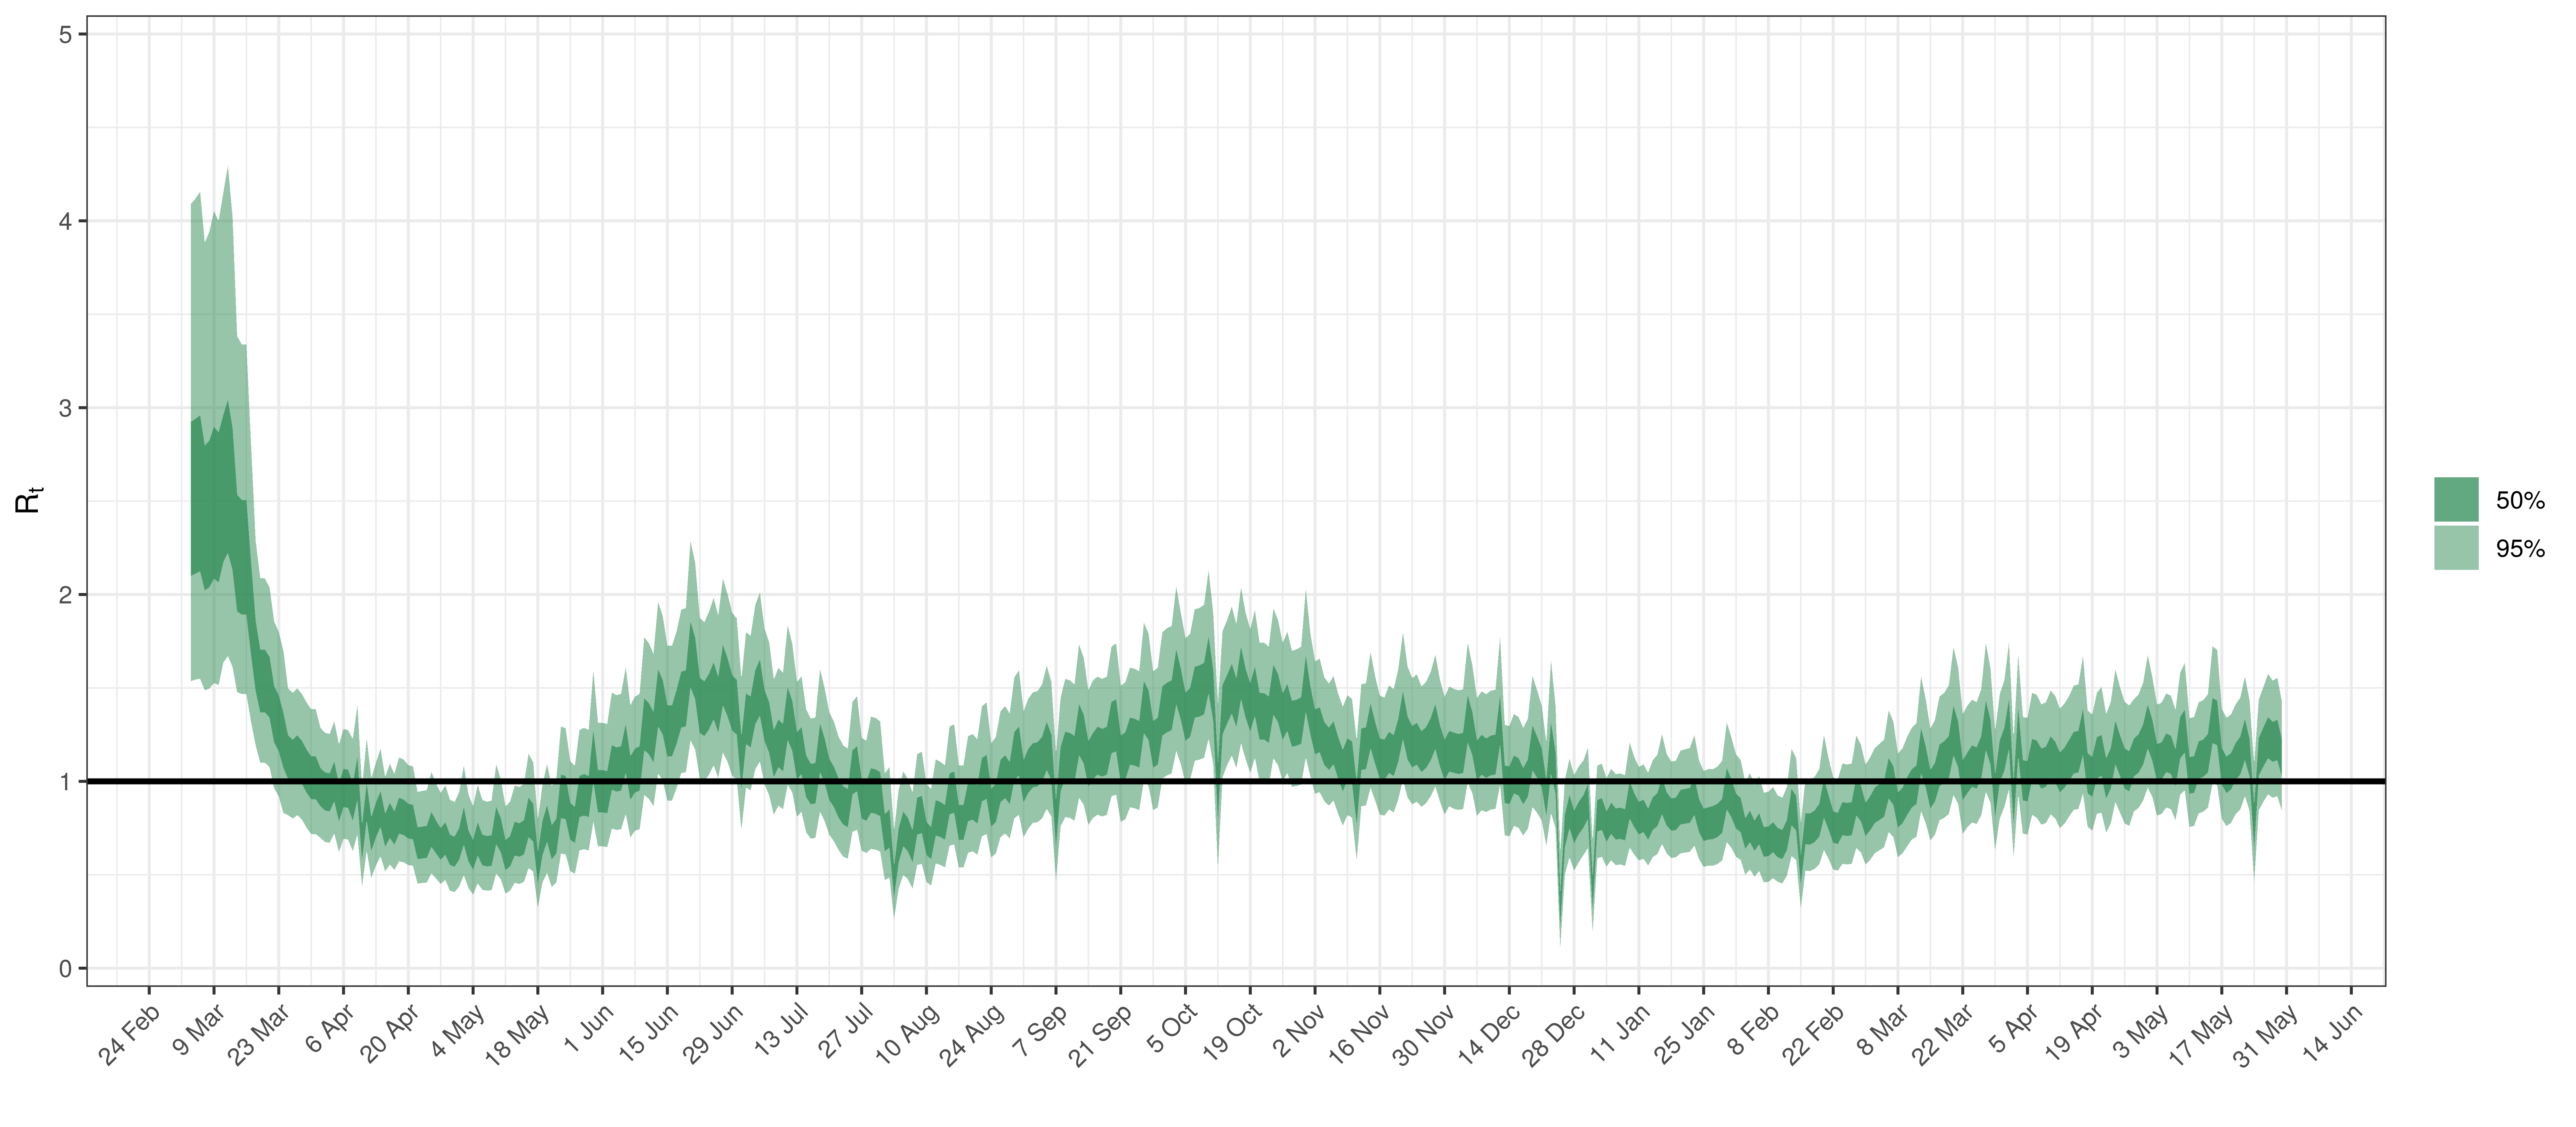 5
4
3
2
1
0
Rt
24 Feb
9 Mar
23 Mar
6 Apr
20 Apr
4 May
18 May
1 Jun
15 Jun
29 Jun
13 Jul
27 Jul
10 Aug
24 Aug
7 Sep
21 Sep
5 Oct
19 Oct
2 Nov
16 Nov
30 Nov
14 Dec
28 Dec
11 Jan
25 Jan
8 Feb
22 Feb
8 Mar
22 Mar
5 Apr
19 Apr
3 May
17 May
31 May
14 Jun
50%
95%